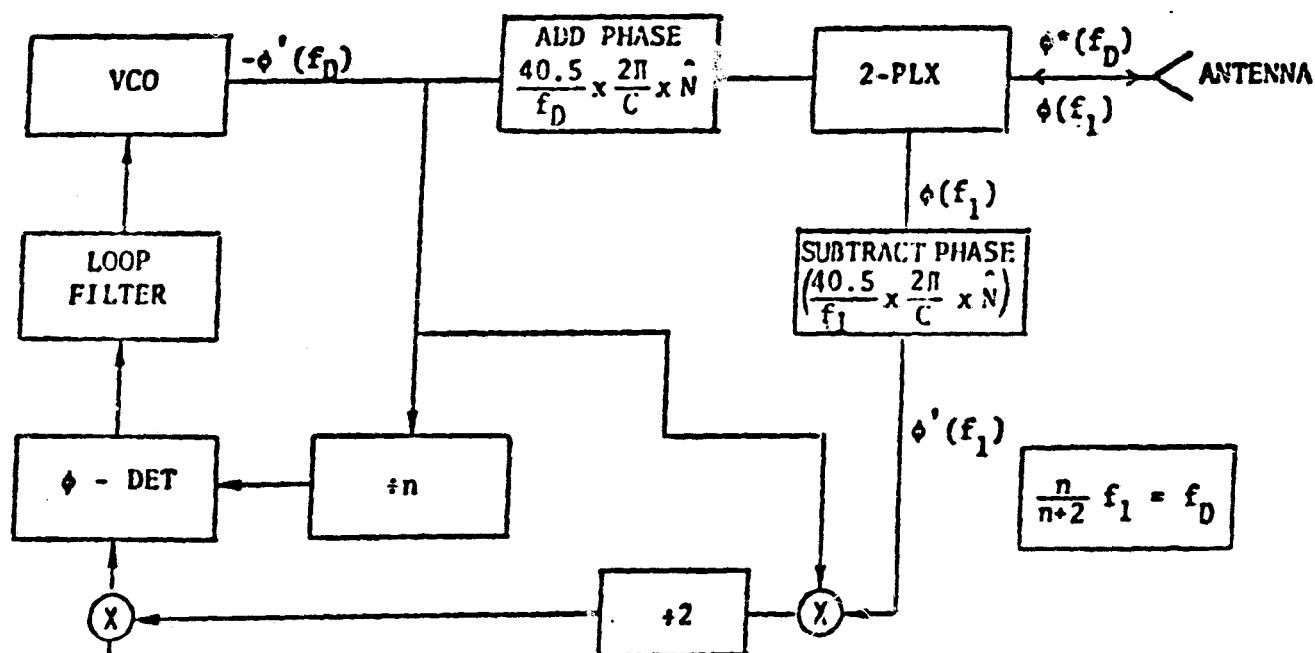 VCO
-ϕ'(f_D)
ADD PHASE
40.5/f_D x 2Π/C x N̂
2-PLX
ϕ*(f_D)
ϕ(f_1)
ANTENNA
ϕ(f_1)
LOOP
FILTER
SUBTRACT PHASE
(40.5/f_1 x 2Π/C x N̂)
ϕ'(f_1)
ϕ - DET
÷n
n/n+2 f_1 = f_D
X
÷2
X